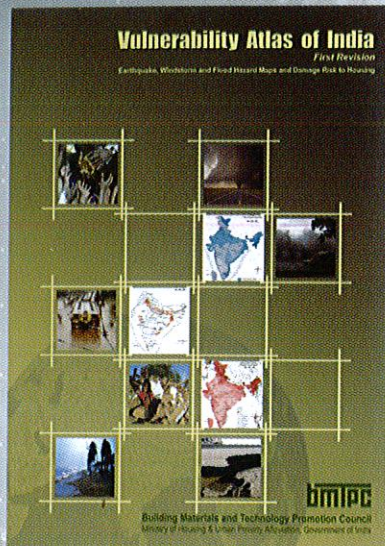 Vulnerability Atlas of India
First Revision
Earthquake, Windstorm and Flood Hazard Maps and Damage Risk to Housing
bmtpc
Building Materials and Technology Promotion Council
Ministry of Housing & Urban Poverty Alleviation, Government of India